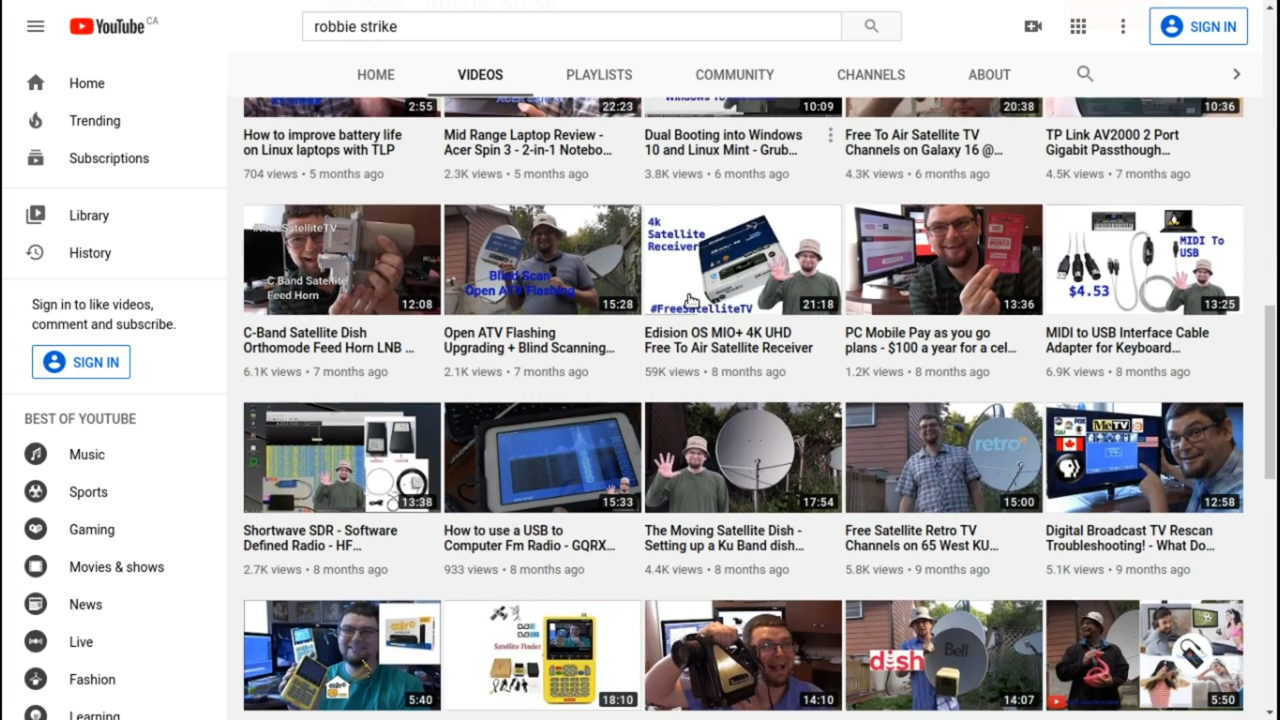 YouTube CA
robbie strike
SIGN IN
HOME
VIDEOS
PLAYLISTS
COMMUNITY
CHANNELS
ABOUT
Home
Trending
Subscriptions
Library
History
Sign in to like videos,
comment and subscribe.
SIGN IN
BEST OF YOUTUBE
Music
Sports
Gaming
Movies & shows
News
Live
Fashion
Learning
2:55
22:23
10:09
20:38
10:36
How to improve battery life
on Linux laptops with TLP
704 views • 5 months ago
Mid Range Laptop Review -
Acer Spin 3 - 2-in-1 Notebo...
2.3K views • 5 months ago
Dual Booting into Windows
10 and Linux Mint - Grub...
3.8K views • 6 months ago
Free To Air Satellite TV
Channels on Galaxy 16 @...
4.3K views • 6 months ago
TP Link AV2000 2 Port
Gigabit Passthough...
4.5K views • 7 months ago
#FreeSatelliteTV
C Band Satellite
Feed Horn
12:08
C-Band Satellite Dish
Orthomode Feed Horn LNB ...
6.1K views • 7 months ago
Blind Scan
Open ATV Flashing
15:28
Open ATV Flashing
Upgrading + Blind Scanning...
2.1K views • 7 months ago
4k
Satellite
Receiver
#FreeSatelliteTV
21:18
Edision OS MIO+ 4K UHD
Free To Air Satellite Receiver
59K views • 8 months ago
13:36
PC Mobile Pay as you go
plans - $100 a year for a cel...
1.2K views • 8 months ago
MIDI To
USB
$4.53
13:25
MIDI to USB Interface Cable
Adapter for Keyboard...
6.9K views • 8 months ago
13:38
Shortwave SDR - Software
Defined Radio - HF...
2.7K views • 8 months ago
15:33
How to use a USB to
Computer Fm Radio - GQRX...
933 views • 8 months ago
17:54
The Moving Satellite Dish -
Setting up a Ku Band dish...
4.4K views • 8 months ago
retro
15:00
Free Satellite Retro TV
Channels on 65 West KU...
5.8K views • 9 months ago
MeTV
PBS
12:58
Digital Broadcast TV Rescan
Troubleshooting! - What Do...
5.1K views • 9 months ago
5:40
Satellite Finder
18:10
14:10
dish
Bell
14:07
5:50